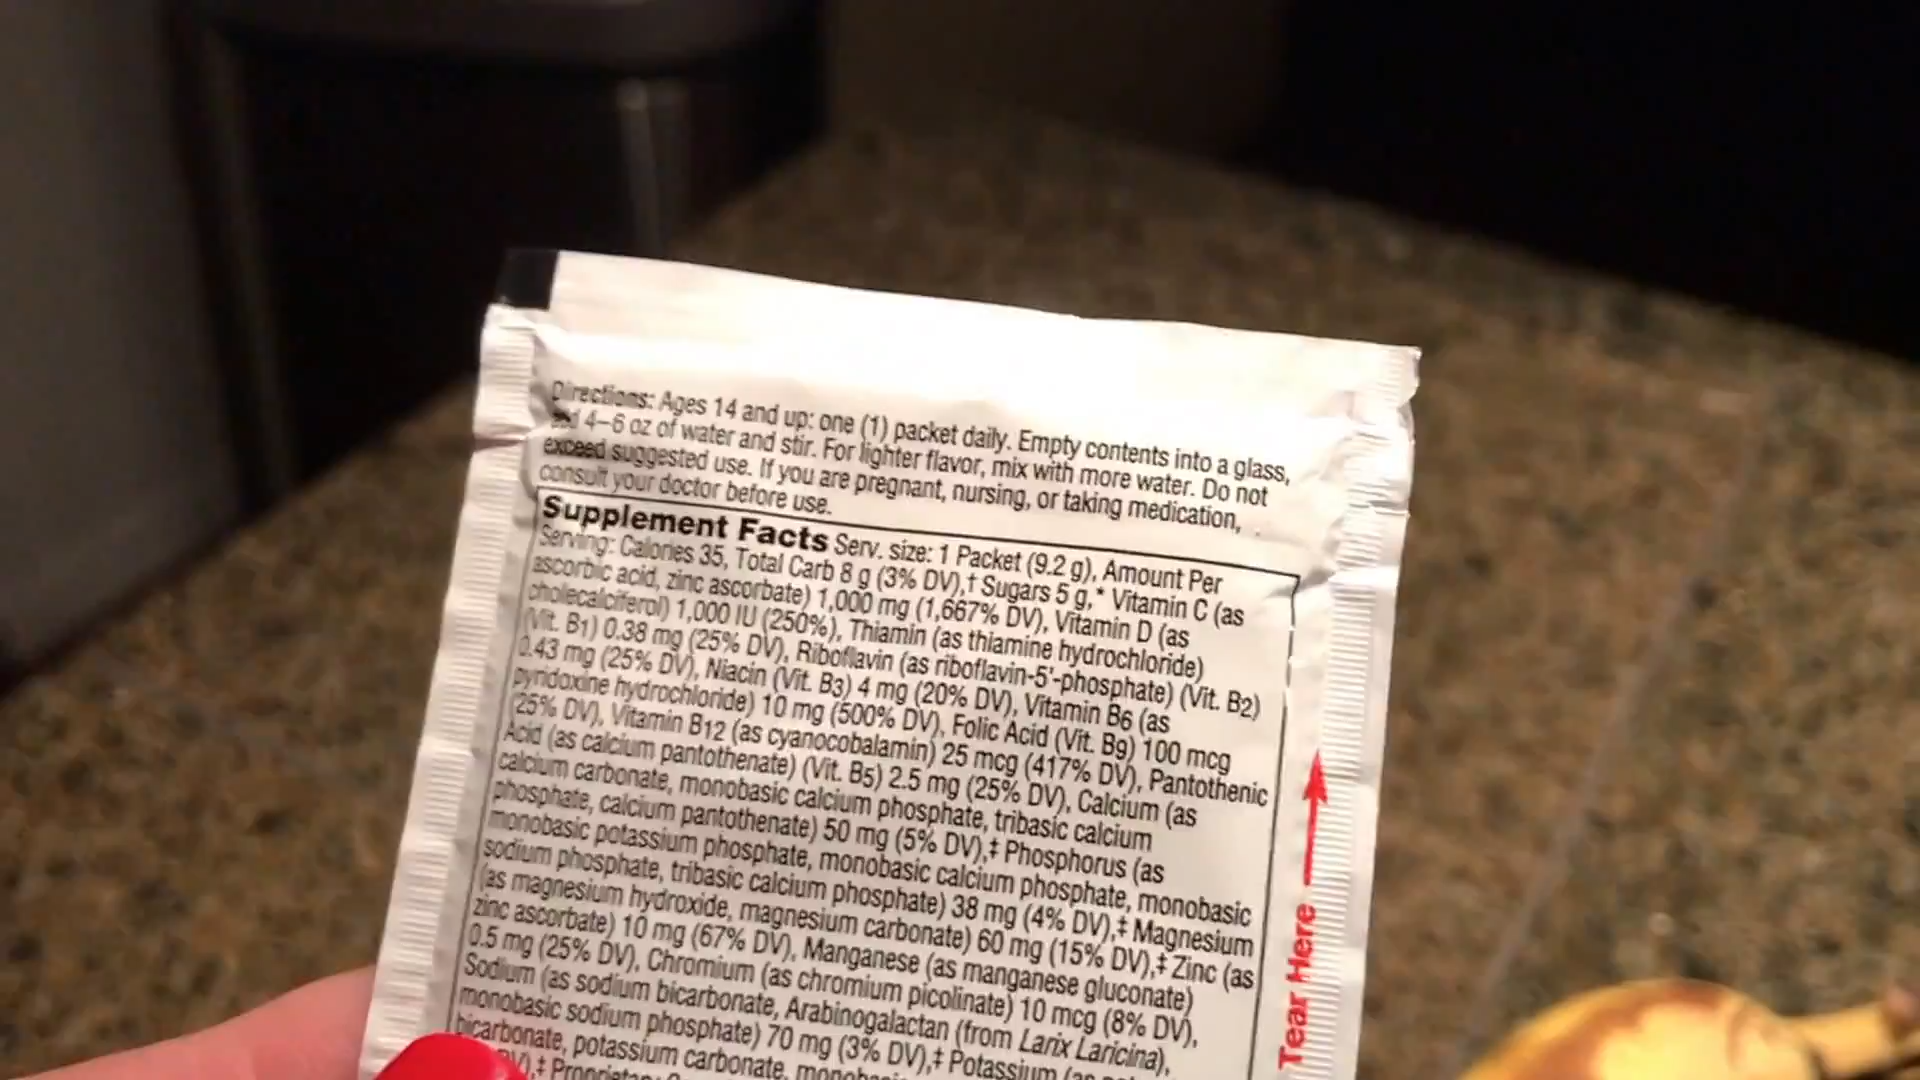 Directions: Ages 14 and up: one (1) packet daily. Empty contents into a glass,
add 4–6 oz of water and stir. For lighter flavor, mix with more water. Do not
exceed suggested use. If you are pregnant, nursing, or taking medication,
consult your doctor before use.
Supplement Facts Serv. size: 1 Packet (9.2 g), Amount Per
Serving: Calories 35, Total Carb 8 g (3% DV),† Sugars 5 g,* Vitamin C (as
ascorbic acid, zinc ascorbate) 1,000 mg (1,667% DV), Vitamin D (as
cholecalciferol) 1,000 IU (250%), Thiamin (as thiamine hydrochloride)
(Vit. B1) 0.38 mg (25% DV), Riboflavin (as riboflavin-5'-phosphate) (Vit. B2)
0.43 mg (25% DV), Niacin (Vit. B3) 4 mg (20% DV), Vitamin B6 (as
pyridoxine hydrochloride) 10 mg (500% DV), Folic Acid (Vit. B9) 100 mcg
(25% DV), Vitamin B12 (as cyanocobalamin) 25 mcg (417% DV), Pantothenic
Acid (as calcium pantothenate) (Vit. B5) 2.5 mg (25% DV), Calcium (as
calcium carbonate, monobasic calcium phosphate, tribasic calcium
phosphate, calcium pantothenate) 50 mg (5% DV),‡ Phosphorus (as
monobasic potassium phosphate, monobasic calcium phosphate, monobasic
sodium phosphate, tribasic calcium phosphate) 38 mg (4% DV),‡ Magnesium
(as magnesium hydroxide, magnesium carbonate) 60 mg (15% DV),‡ Zinc (as
zinc ascorbate) 10 mg (67% DV), Manganese (as manganese gluconate)
0.5 mg (25% DV), Chromium (as chromium picolinate) 10 mcg (8% DV),
Sodium (as sodium bicarbonate, Arabinogalactan (from Larix Laricina),
monobasic sodium phosphate) 70 mg (3% DV),‡ Potassium (as
bicarbonate, potassium carbonate,
DV),‡ Proprietary
Tear Here